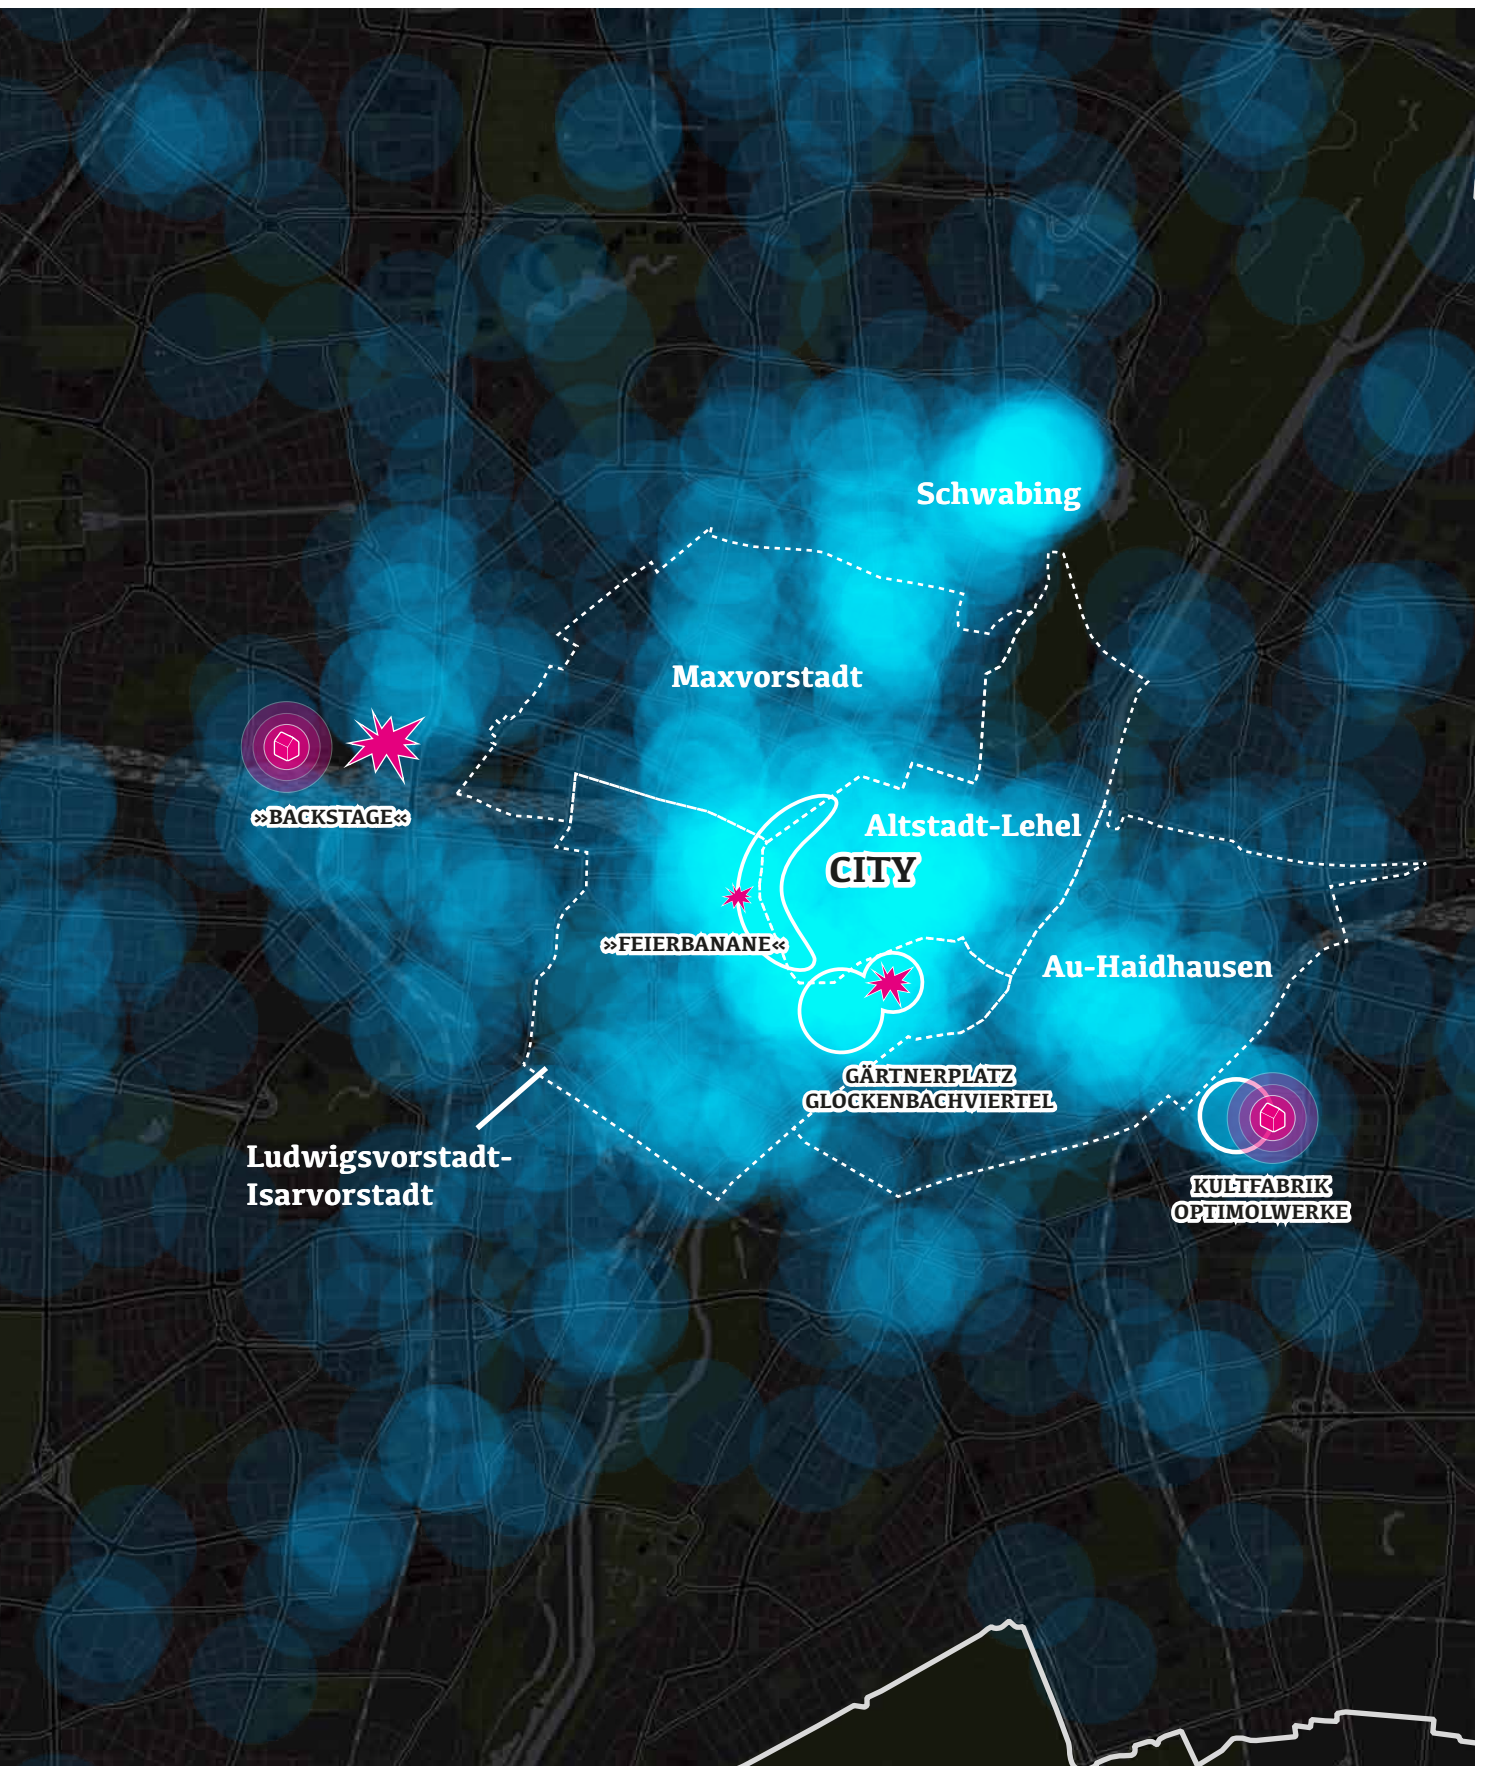 Schwabing
Maxvorstadt
»BACKSTAGE«
Altstadt-Lehel
CITY
»FEIERBANANE«
Au-Haidhausen
GÄRTNERPLATZ
GLOCKENBACHVIERTEL
Ludwigsvorstadt-
Isarvorstadt
KULTFABRIK
OPTIMOLWERKE